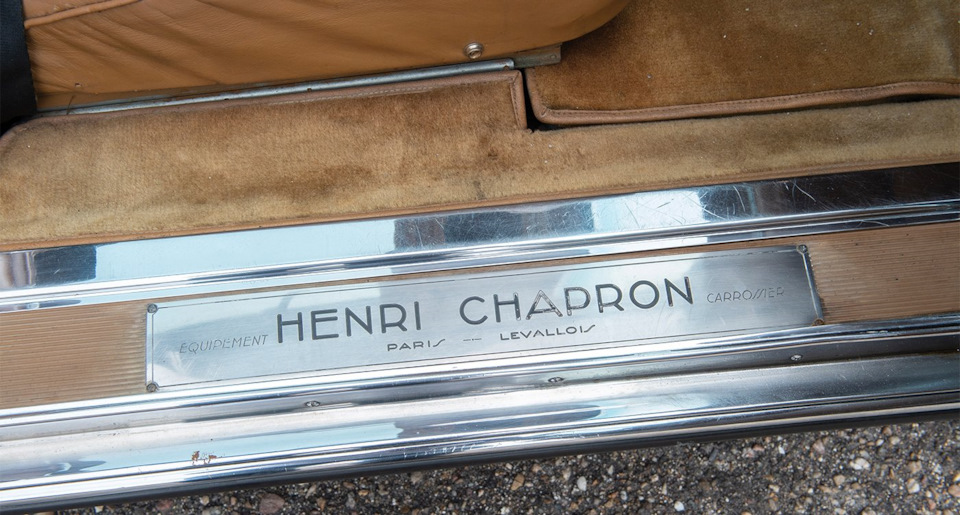 ÉQUIPEMENT HENRI CHAPRON CARROSSIER
PARIS — LEVALLOIS